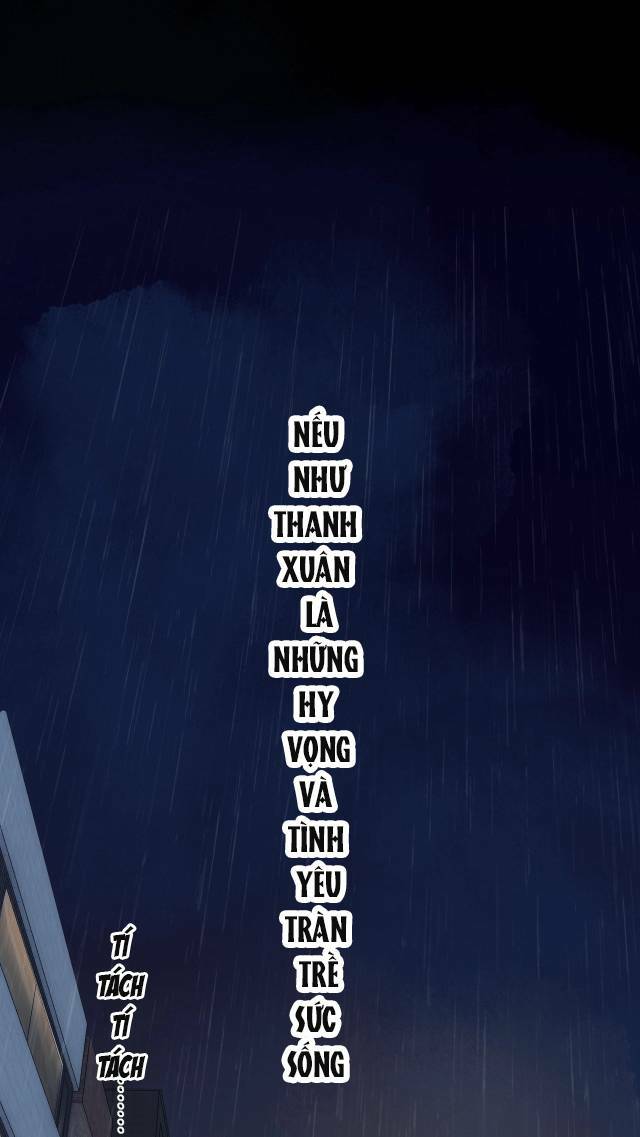 NẾU
NHƯ
THANH
XUÂN
LÀ
NHỮNG
HY
VỌNG
VÀ
TÌNH
YÊU
TRÀN
TRỀ
SỨC
SỐNG
TÍ
TÁCH
TÍ
TÁCH
......